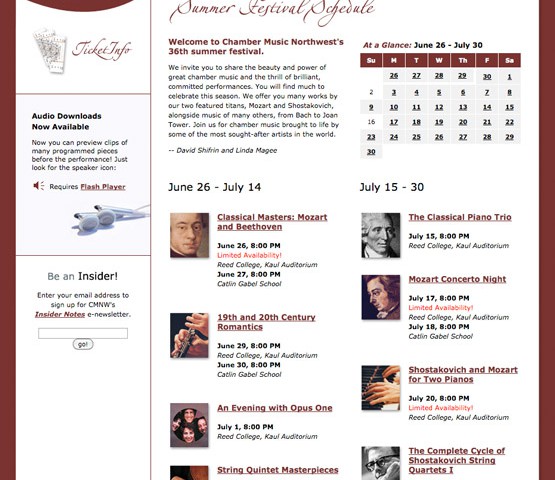 Summer Festival Schedule
TicketInfo
Audio Downloads
Now Available
Now you can preview clips of
many programmed pieces
before the performance! Just
look for the speaker icon:
Requires Flash Player
Be an Insider!
Enter your email address to
sign up for CMNW's
Insider Notes e-newsletter.
go!
Welcome to Chamber Music Northwest's
36th summer festival.
We invite you to share the beauty and power of
great chamber music and the thrill of brilliant,
committed performances. You will find much to
celebrate this season. We offer you many works by
our two featured titans, Mozart and Shostakovich,
alongside music of many others, from Bach to Joan
Tower. Join us for chamber music brought to life by
some of the most sought-after artists in the world.
-- David Shifrin and Linda Magee
At a Glance: June 26 - July 30
Su M T W Th F Sa
26 27 28 29 30 1
2 3 4 5 6 7 8
9 10 11 12 13 14 15
16 17 18 19 20 21 22
23 24 25 26 27 28 29
30
June 26 - July 14
Classical Masters: Mozart
and Beethoven
June 26, 8:00 PM
Limited Availability!
Reed College, Kaul Auditorium
June 27, 8:00 PM
Catlin Gabel School
19th and 20th Century
Romantics
June 29, 8:00 PM
Reed College, Kaul Auditorium
June 30, 8:00 PM
Catlin Gabel School
An Evening with Opus One
July 1, 8:00 PM
Reed College, Kaul Auditorium
String Quintet Masterpieces
July 15 - 30
The Classical Piano Trio
July 15, 8:00 PM
Reed College, Kaul Auditorium
Mozart Concerto Night
July 17, 8:00 PM
Limited Availability!
Reed College, Kaul Auditorium
July 18, 8:00 PM
Catlin Gabel School
Shostakovich and Mozart
for Two Pianos
July 20, 8:00 PM
Limited Availability!
Reed College, Kaul Auditorium
The Complete Cycle of
Shostakovich String
Quartets I